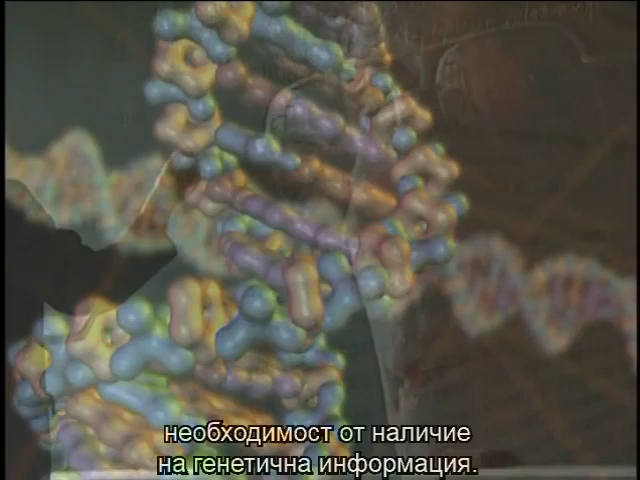 необходимост от наличие
на генетична информация.